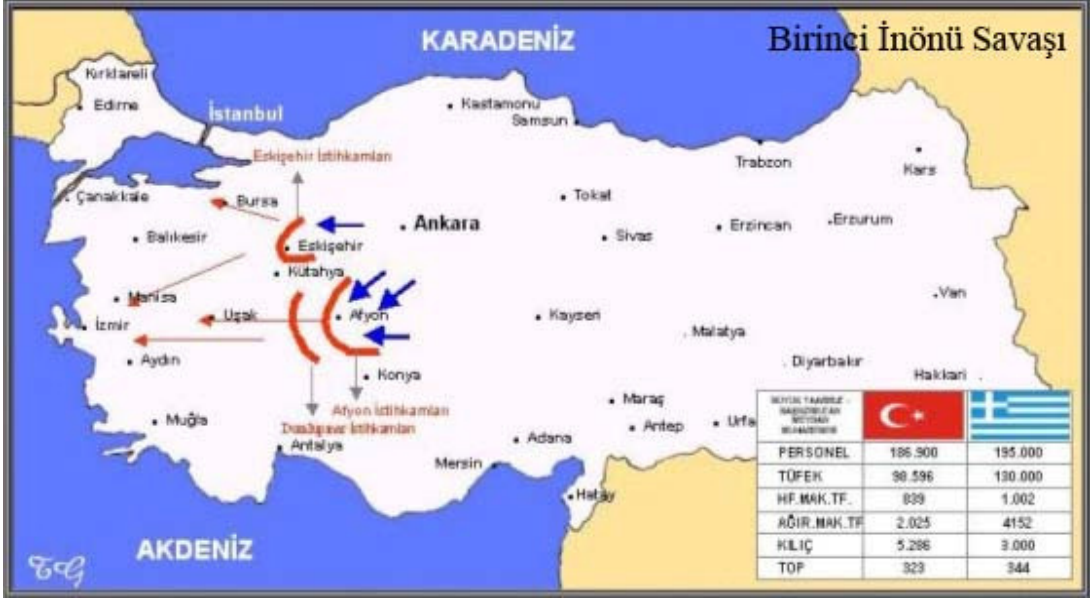 Birinci İnönü Savaşı
KARADENİZ
Kırklareli
Edirne
İstanbul
Kastamonu
Samsun
Trabzon
Kars
Eskişehir İstihkamları
Çanakkale
Bursa
Tokat
Ankara
Erzincan
Erzurum
Balıkesir
Eskişehir
Sivas
Kütahya
Manisa
Van
İzmir
Uşak
Afyon
Kayseri
Malatya
Aydın
Konya
Diyarbakır
Hakkari
Maraş
Muğla
Afyon İstihkamları
Dumlupınar İstihkamları
Antep
Urfa
Antalya
Adana
Mersin
Hatay
AKDENİZ
TG
BÜYÜK TAARRUZ -
MEYDAN
PERSONEL 186.900 195.000
TÜFEK 98.596 130.000
HF.MAK.TF. 839 1.002
AĞIR.MAK.TF 2.025 4152
KILIÇ 5.286 3.000
TOP 323 344